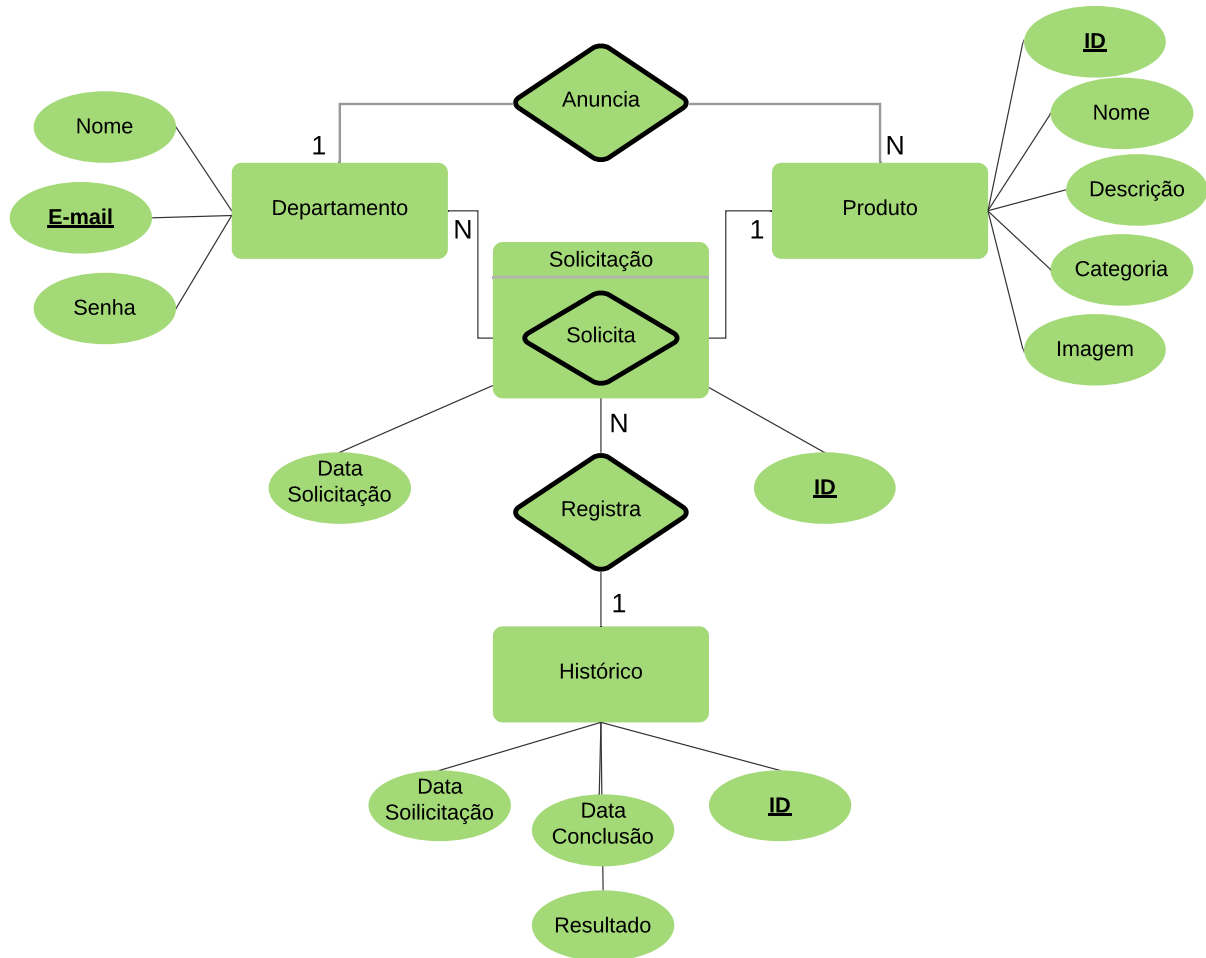 ID
Anuncia
Nome
Nome
1
N
Descrição
Departamento
Produto
E-mail
N
1
Solicitação
Categoria
Senha
Solicita
Imagem
N
Data
Solicitação
ID
Registra
1
Histórico
Data
Soilicitação
Data
Conclusão
ID
Resultado